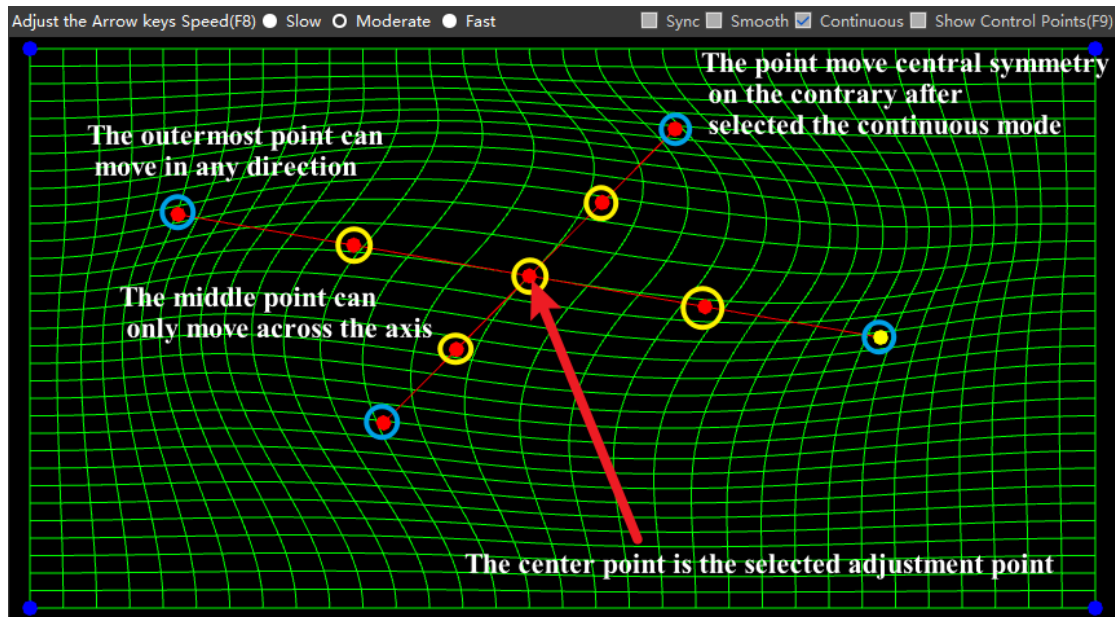 Adjust the Arrow keys Speed(F8) Slow Moderate Fast Sync Smooth Continuous Show Control Points(F9)
The point move central symmetry
on the contrary after
selected the continuous mode
The outermost point can
move in any direction
The middle point can
only move across the axis
The center point is the selected adjustment point